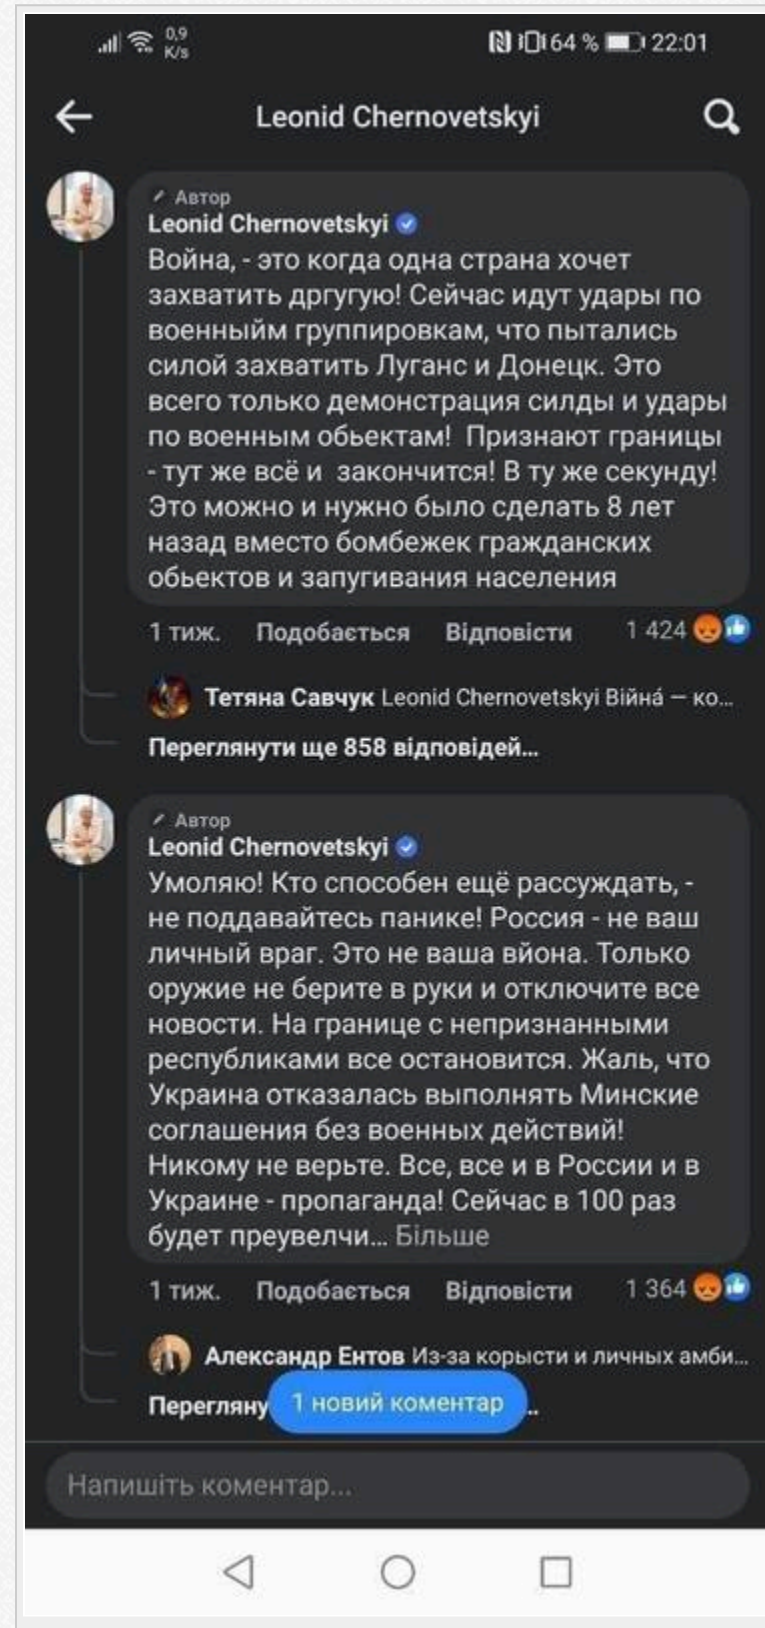 0,9
K/s
64 % 22:01
Leonid Chernovetskyi
Автор
Leonid Chernovetskyi
Война, - это когда одна страна хочет
захватить дргугую! Сейчас идут удары по
военныйм группировкам, что пытались
силой захватить Луганс и Донецк. Это
всего только демонстрация силды и удары
по военным обьектам!  Признают границы
- тут же всё и  закончится! В ту же секунду!
Это можно и нужно было сделать 8 лет
назад вместо бомбежек гражданских
обьектов и запугивания населения
1 тиж. Подобається Відповісти 1 424
Тетяна Савчук Leonid Chernovetskyi Війна́ — ко...
Переглянути ще 858 відповідей...
Автор
Leonid Chernovetskyi
Умоляю! Кто способен ещё рассуждать, -
не поддавайтесь панике! Россия - не ваш
личный враг. Это не ваша вйона. Только
оружие не берите в руки и отключите все
новости. На границе с непризнанными
республиками все остановится. Жаль, что
Украина отказалась выполнять Минские
соглашения без военных действий!
Никому не верьте. Все, все и в России и в
Украине - пропаганда! Сейчас в 100 раз
будет преувелчи... Більше
1 тиж. Подобається Відповісти 1 364
Александр Ентов Из-за корысти и личных амби...
Перегляну
1 новий коментар
..
Напишіть коментар...